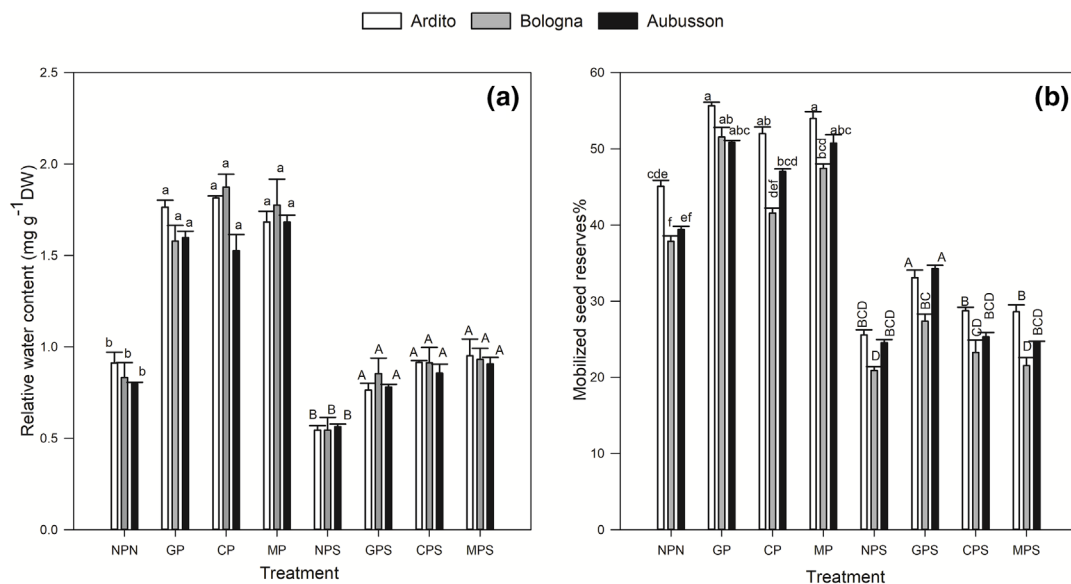 Ardito Bologna Aubusson
(a)
Relative water content (mg g⁻¹DW)
2.5
2.0
1.5
1.0
0.5
0.0
b b b
a a a
a a a
a a a
B B B
A A A
A A A
A A A
NPN GP CP MP NPS GPS CPS MPS
Treatment
(b)
Mobilized seed reserves%
60
50
40
30
20
10
0
cde f ef
a ab abc
ab def bcd
a bcd abc
BCD D BCD
A BC A
B CD BCD
B D BCD
NPN GP CP MP NPS GPS CPS MPS
Treatment